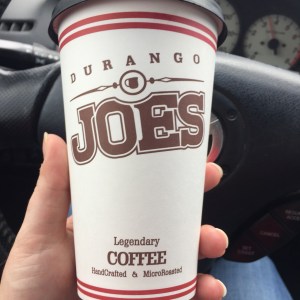 DURANGO
JOES
Legendary
COFFEE
HandCrafted & MicroRoasted